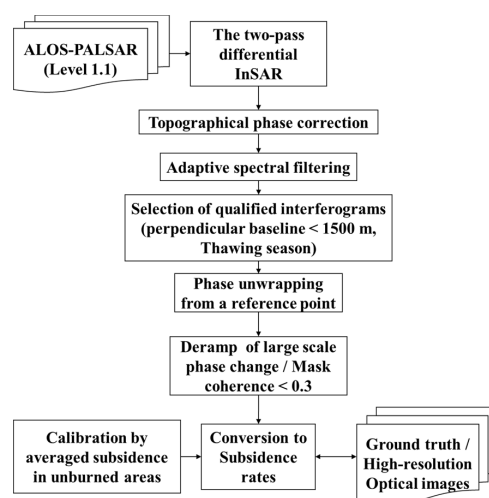 ALOS-PALSAR
(Level 1.1)
The two-pass
differential
InSAR
Topographical phase correction
Adaptive spectral filtering
Selection of qualified interferograms
(perpendicular baseline < 1500 m,
Thawing season)
Phase unwrapping
from a reference point
Deramp of large scale
phase change / Mask
coherence < 0.3
Calibration by
averaged subsidence
in unburned areas
Conversion to
Subsidence
rates
Ground truth /
High-resolution
Optical images